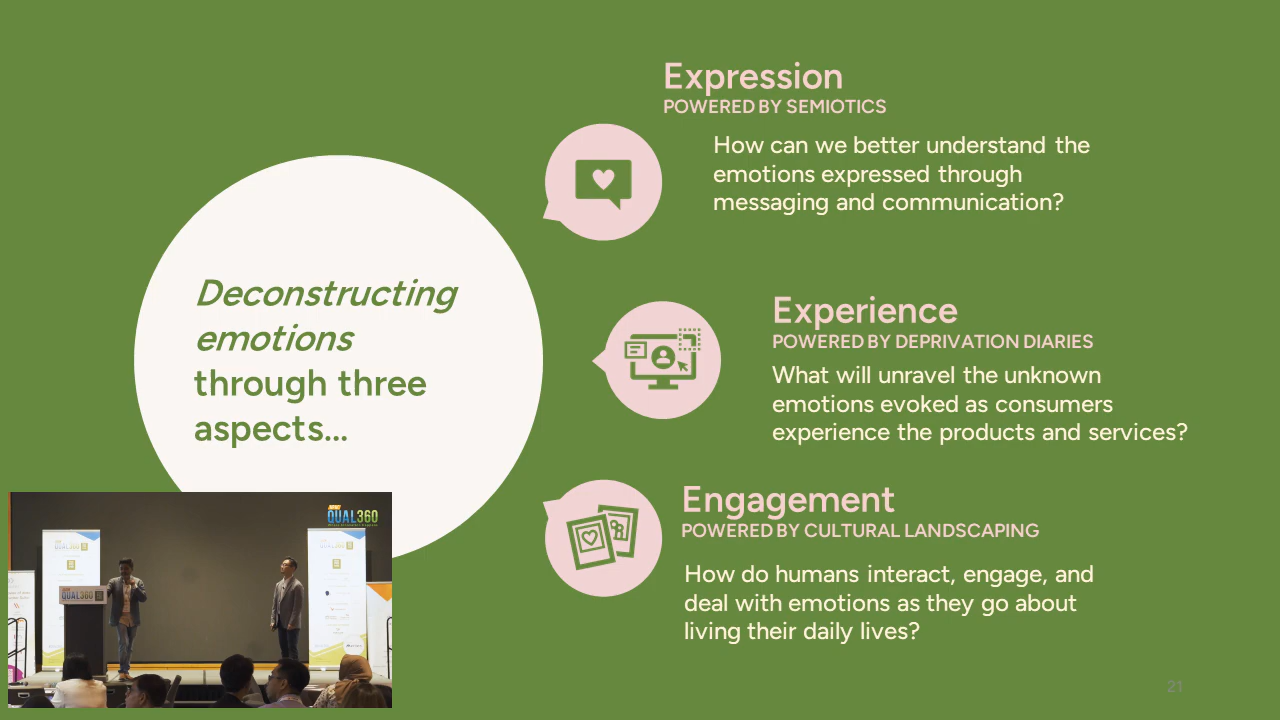 Expression
POWERED BY SEMIOTICS
How can we better understand the
emotions expressed through
messaging and communication?
Deconstructing
emotions
through three
aspects...
Experience
POWERED BY DEPRIVATION DIARIES
What will unravel the unknown
emotions evoked as consumers
experience the products and services?
Engagement
POWERED BY CULTURAL LANDSCAPING
How do humans interact, engage, and
deal with emotions as they go about
living their daily lives?
QUAL360
QUAL360
QUAL360
QUAL360
21